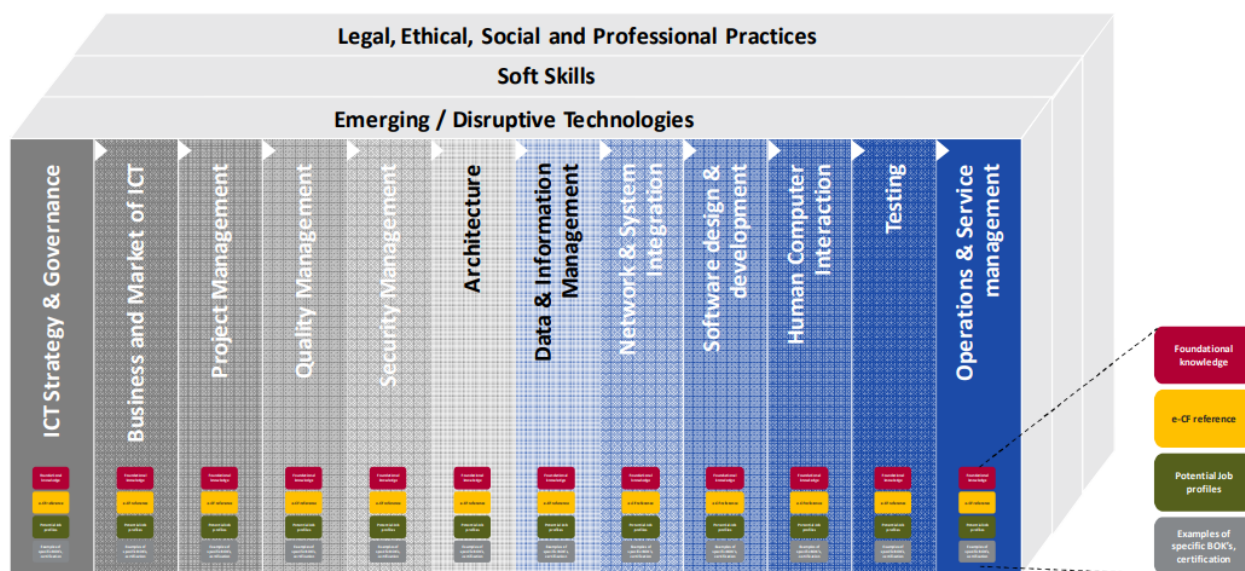 Legal, Ethical, Social and Professional Practices
Soft Skills
Emerging / Disruptive Technologies
ICT Strategy & Governance
Business and Market of ICT
Project Management
Quality Management
Security Management
Architecture
Data & Information
Management
Network & System
Integration
Software design &
development
Human Computer
Interaction
Testing
Operations & Service
management
Foundational
knowledge
e-CF reference
Potential Job
profiles
Examples of
specific BOK's,
certification